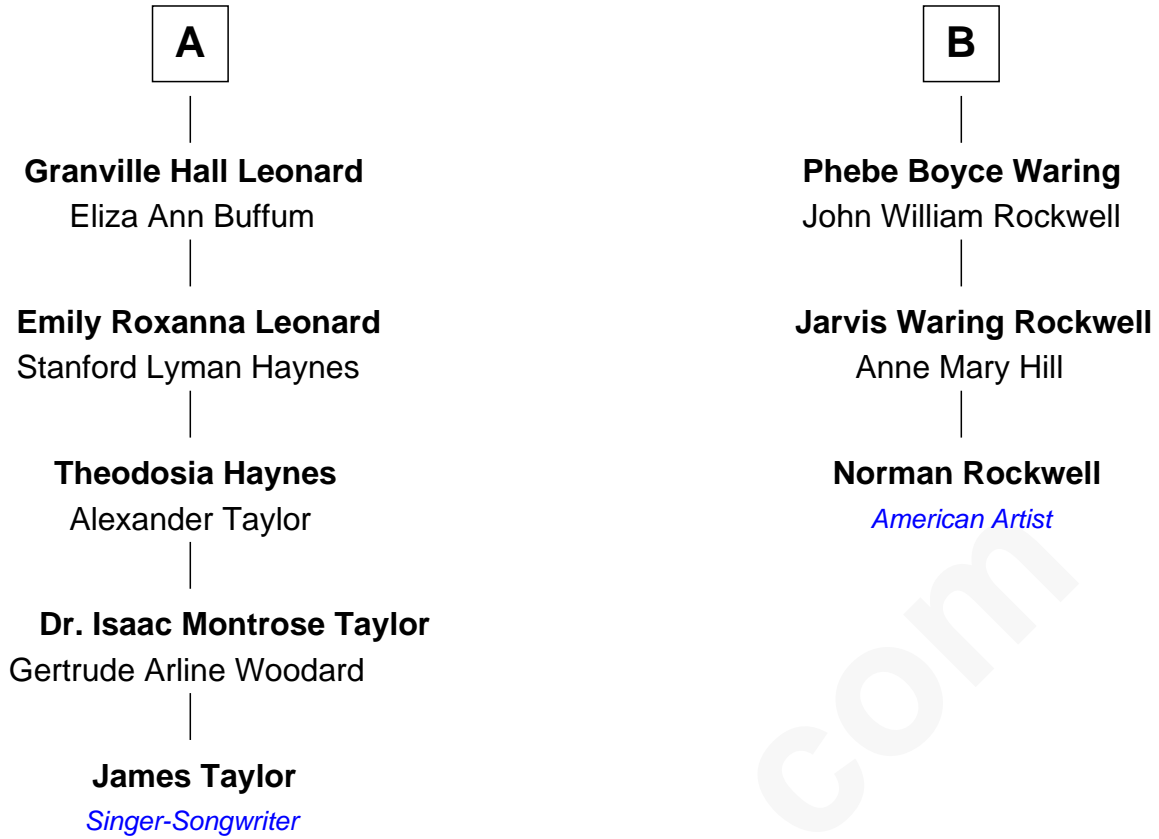 A
Granville Hall Leonard
Eliza Ann Buffum
Emily Roxanna Leonard
Stanford Lyman Haynes
Theodosia Haynes
Alexander Taylor
Dr. Isaac Montrose Taylor
Gertrude Arline Woodard
James Taylor
Singer-Songwriter
B
Phebe Boyce Waring
John William Rockwell
Jarvis Waring Rockwell
Anne Mary Hill
Norman Rockwell
American Artist
com